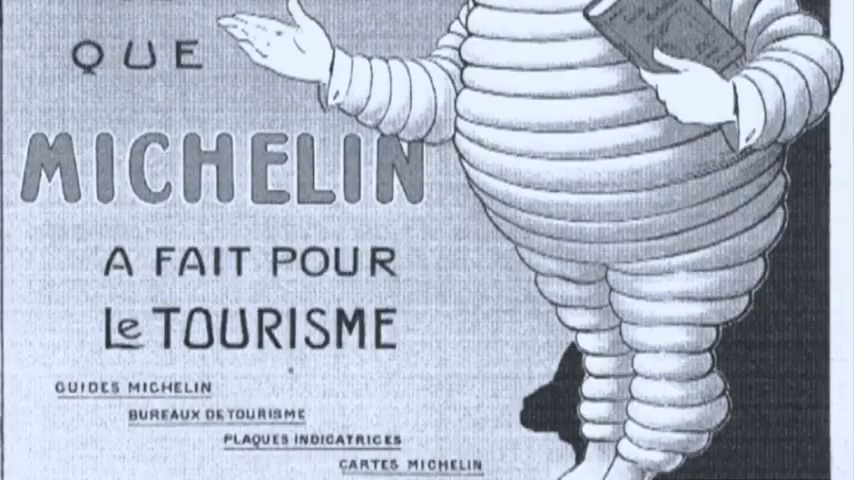 QUE
MICHELIN
A FAIT POUR
Le TOURISME
GUIDES MICHELIN
BUREAUX DE TOURISME
PLAQUES INDICATRICES
CARTES MICHELIN